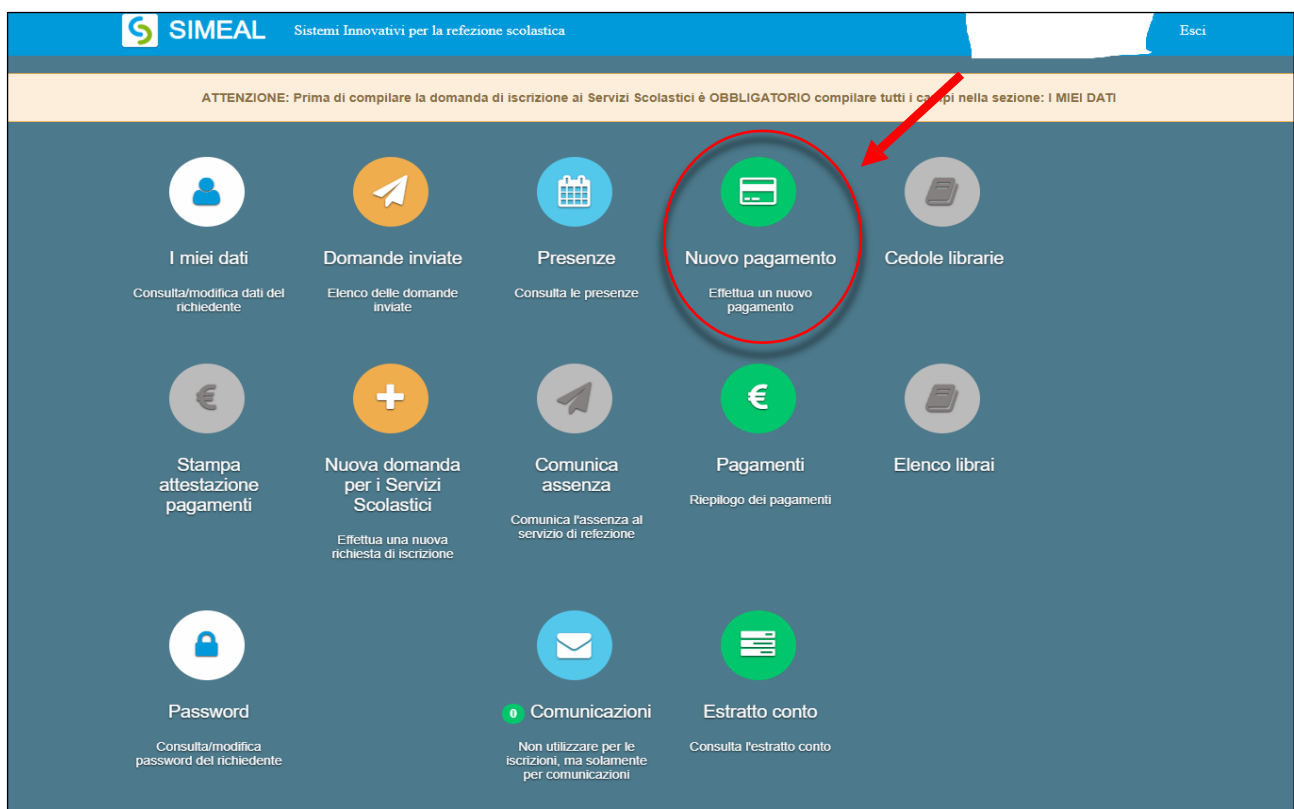 SIMEAL Sistemi Innovativi per la refezione scolastica Esci
ATTENZIONE: Prima di compilare la domanda di iscrizione ai Servizi Scolastici è OBBLIGATORIO compilare tutti i campi nella sezione: I MIEI DATI
I miei dati
Consulta/modifica dati del
richiedente
Domande inviate
Elenco delle domande
inviate
Presenze
Consulta le presenze
Nuovo pagamento
Effettua un nuovo
pagamento
Cedole librarie
€
Stampa
attestazione
pagamenti
Nuova domanda
per i Servizi
Scolastici
Effettua una nuova
richiesta di iscrizione
Comunica
assenza
Comunica l'assenza al
servizio di refezione
€
Pagamenti
Riepilogo dei pagamenti
Elenco librai
Password
Consulta/modifica
password del richiedente
0 Comunicazioni
Non utilizzare per le
iscrizioni, ma solamente
per comunicazioni
Estratto conto
Consulta l'estratto conto